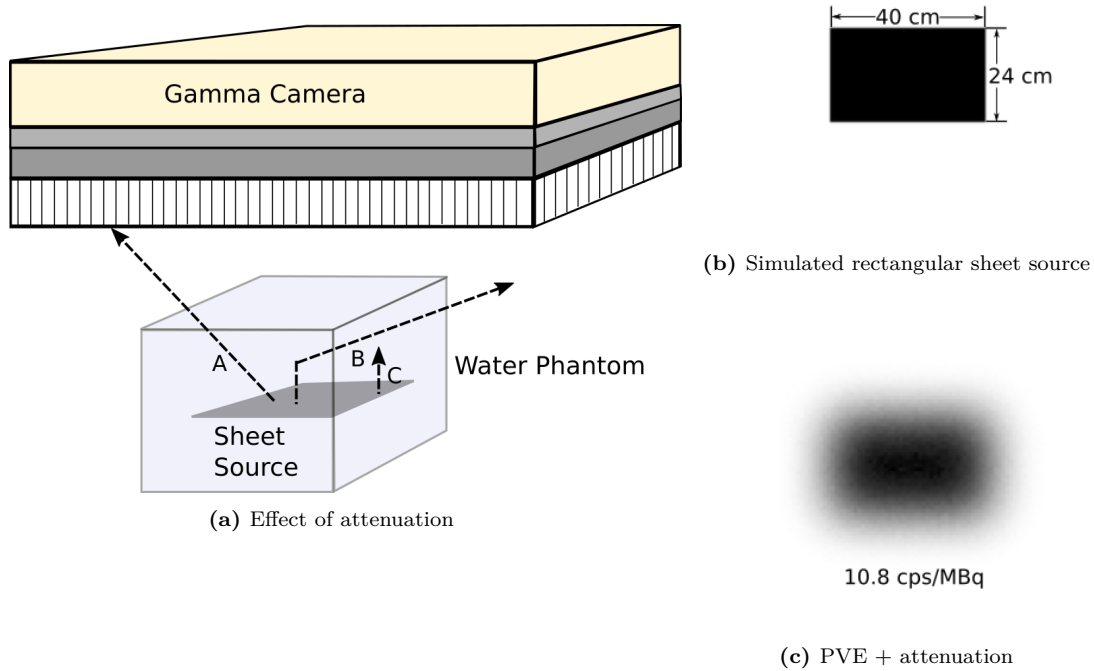 Gamma Camera
A
B
C
Water Phantom
Sheet
Source
(a) Effect of attenuation
40 cm
24 cm
(b) Simulated rectangular sheet source
10.8 cps/MBq
(c) PVE + attenuation